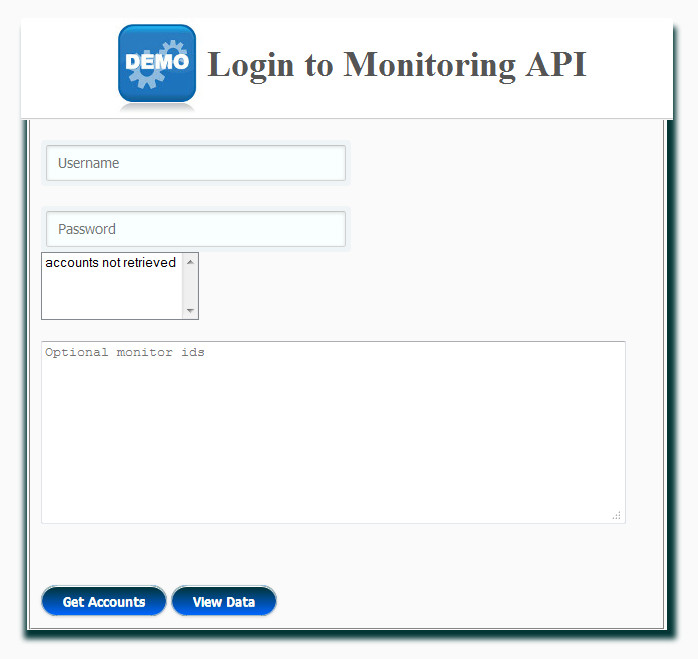 DEMO
Login to Monitoring API
Username
Password
accounts not retrieved
Optional monitor ids
Get Accounts
View Data